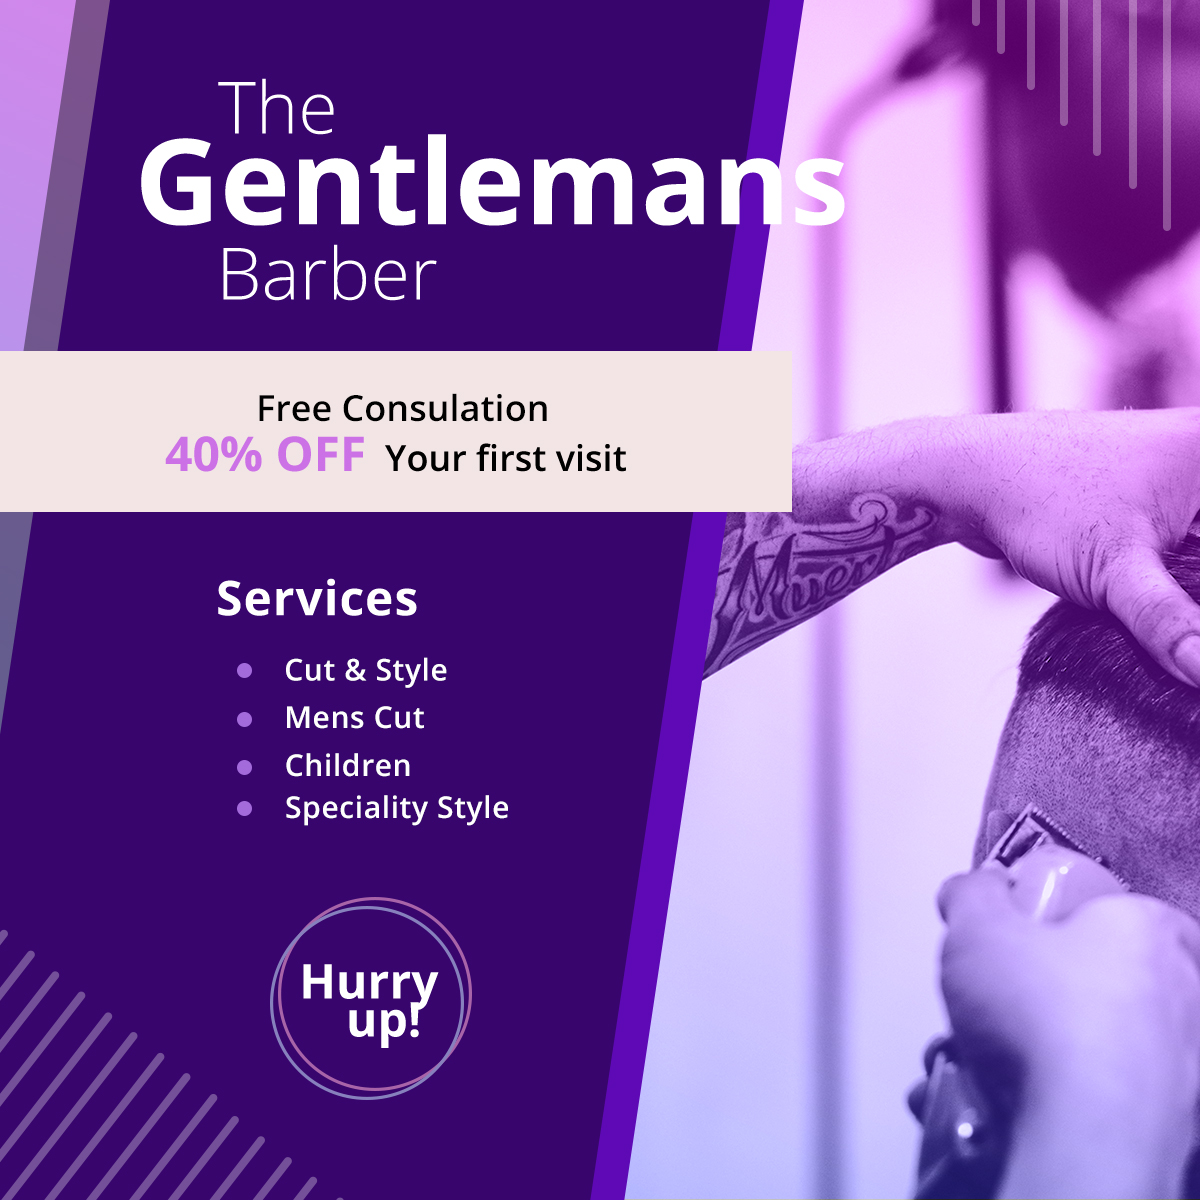 The
Gentlemans
Barber
Free Consulation
40% OFF Your first visit
Muerte
Services
Cut & Style
Mens Cut
Children
Speciality Style
Hurry
up!